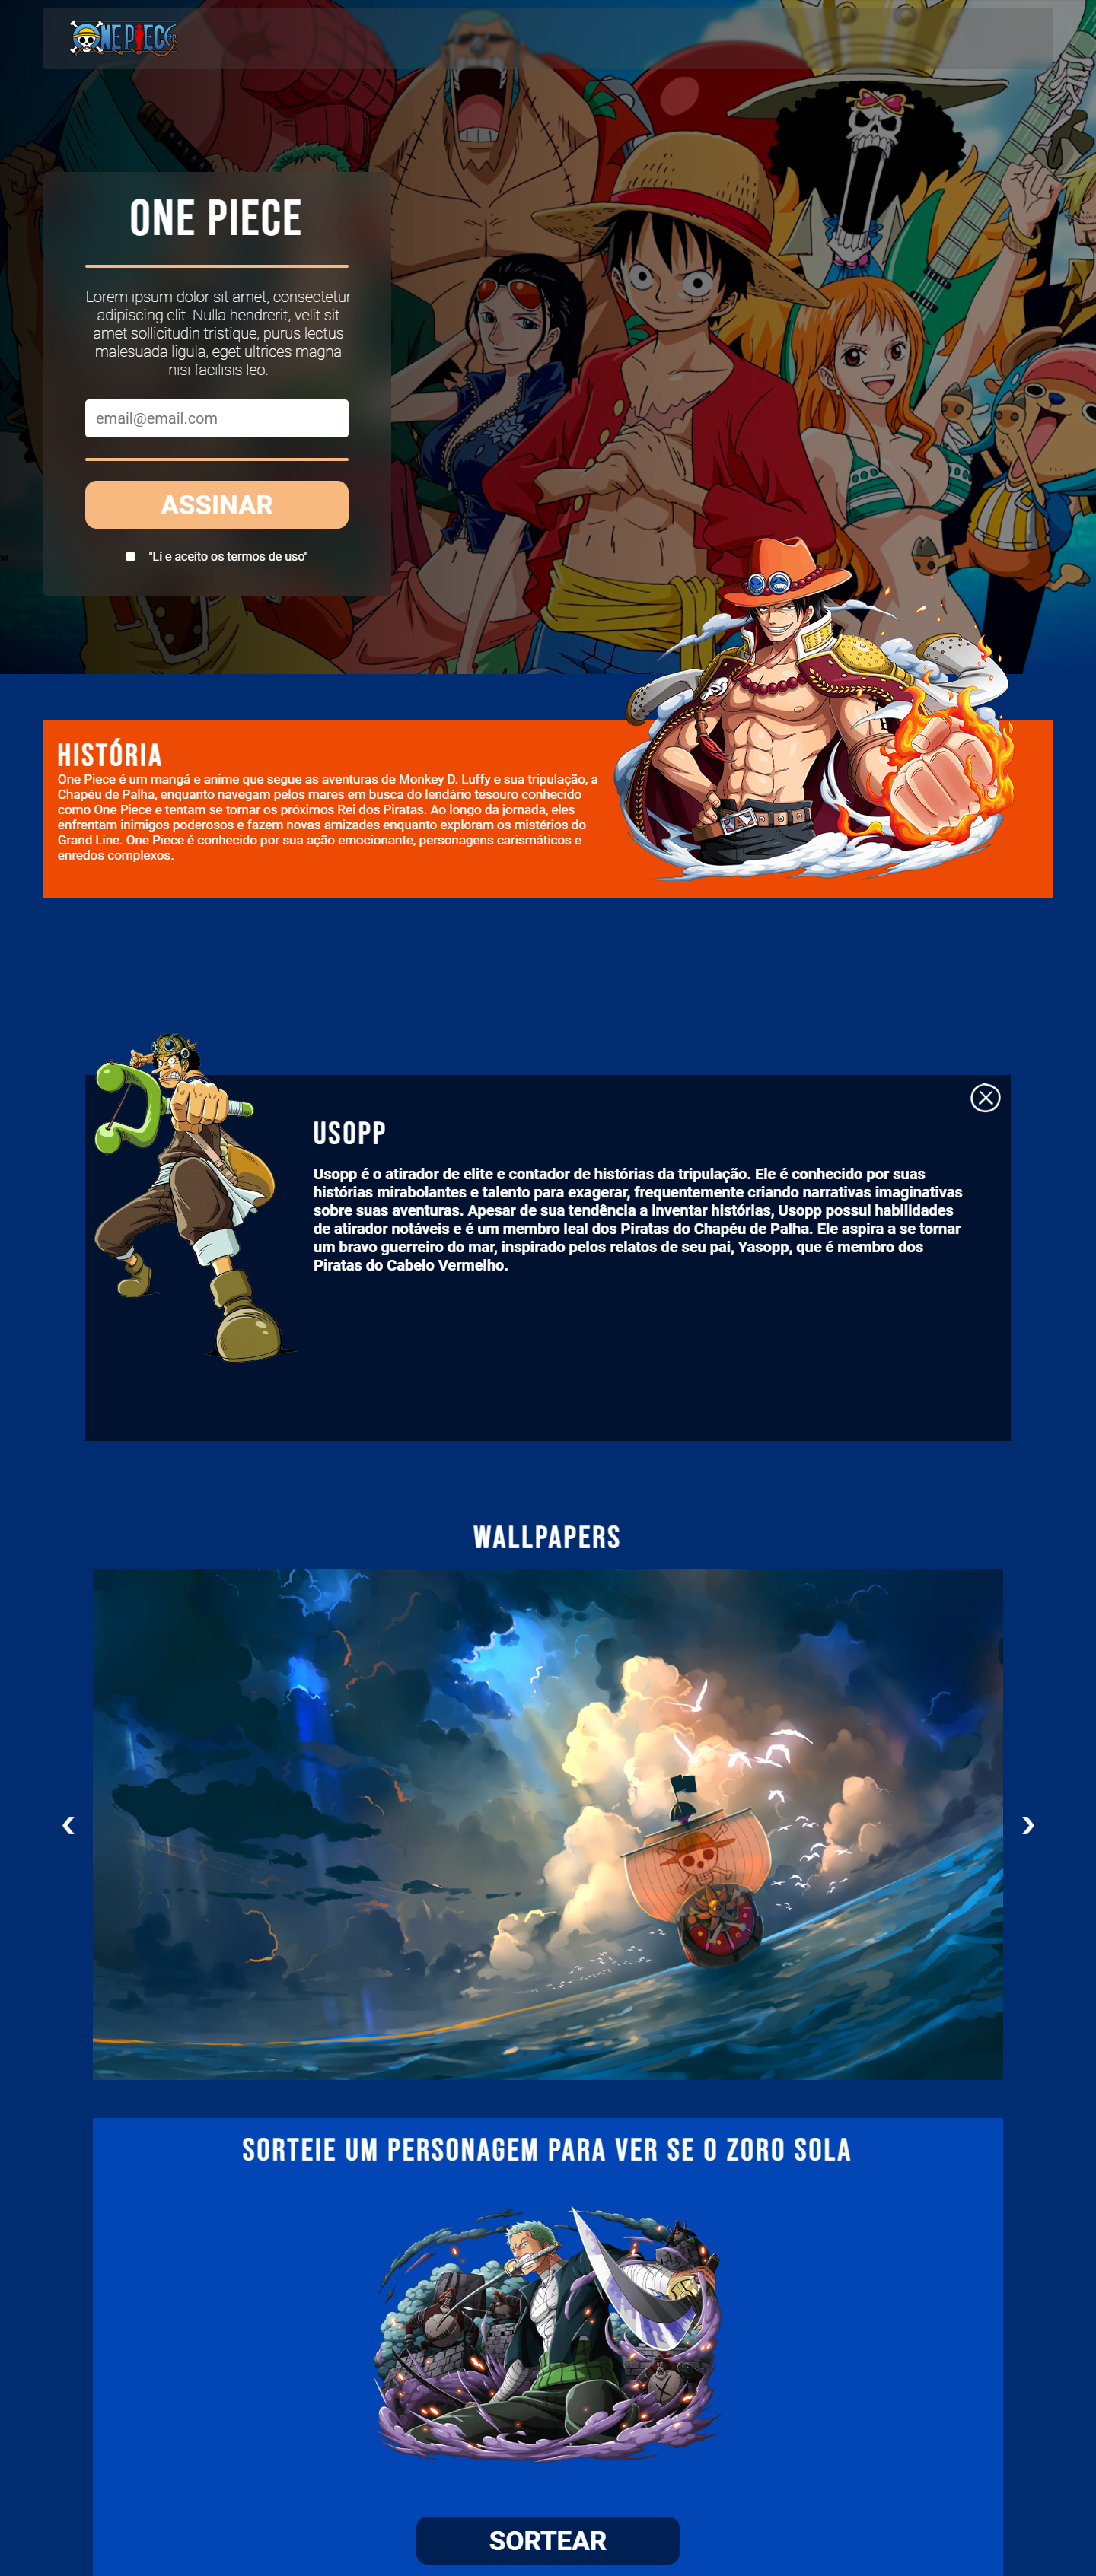 ONE PIECE
ONE PIECE
Lorem ipsum dolor sit amet, consectetur
adipiscing elit. Nulla hendrerit, velit sit
amet sollicitudin tristique, purus lectus
malesuada ligula, eget ultrices magna
nisi facilisis leo.
email@email.com
ASSINAR
"Li e aceito os termos de uso"
HISTÓRIA
One Piece é um mangá e anime que segue as aventuras de Monkey D. Luffy e sua tripulação, a
Chapéu de Palha, enquanto navegam pelos mares em busca do lendário tesouro conhecido
como One Piece e tentam se tornar os próximos Rei dos Piratas. Ao longo da jornada, eles
enfrentam inimigos poderosos e fazem novas amizades enquanto exploram os mistérios do
Grand Line. One Piece é conhecido por sua ação emocionante, personagens carismáticos e
enredos complexos.
USOPP
Usopp é o atirador de elite e contador de histórias da tripulação. Ele é conhecido por suas
histórias mirabolantes e talento para exagerar, frequentemente criando narrativas imaginativas
sobre suas aventuras. Apesar de sua tendência a inventar histórias, Usopp possui habilidades
de atirador notáveis e é um membro leal dos Piratas do Chapéu de Palha. Ele aspira a se tornar
um bravo guerreiro do mar, inspirado pelos relatos de seu pai, Yasopp, que é membro dos
Piratas do Cabelo Vermelho.
WALLPAPERS
SORTEIE UM PERSONAGEM PARA VER SE O ZORO SOLA
SORTEAR